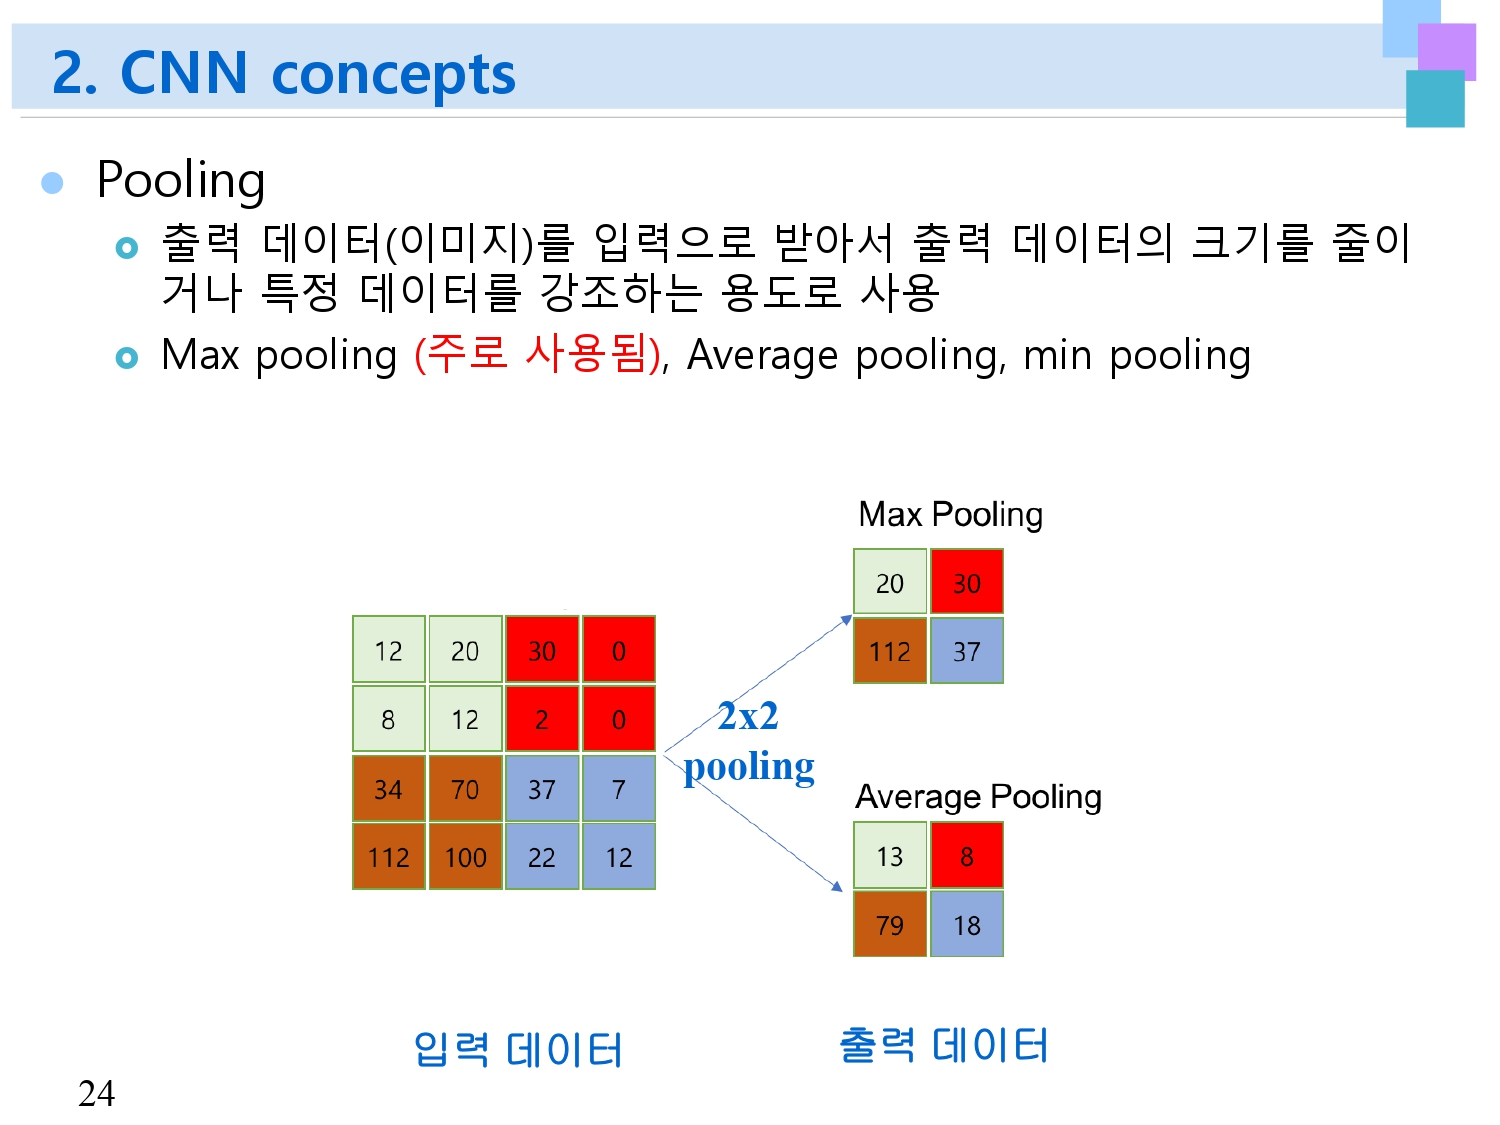 2. CNN concepts
Pooling
출력 데이터(이미지)를 입력으로 받아서 출력 데이터의 크기를 줄이
거나 특정 데이터를 강조하는 용도로 사용
Max pooling (주로 사용됨), Average pooling, min pooling
Max Pooling
20 30
112 37
12 20 30 0
8 12 2 0
34 70 37 7
112 100 22 12
2x2
pooling
Average Pooling
13 8
79 18
입력 데이터
출력 데이터
24